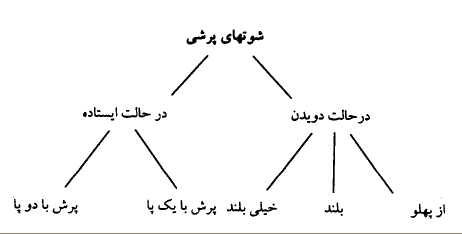 شوتهای پرشی
درحالت دویدن
در حالت ایستاده
از پهلو
بلند
خیلی بلند
پرش با یک پا
پرش با دو پا